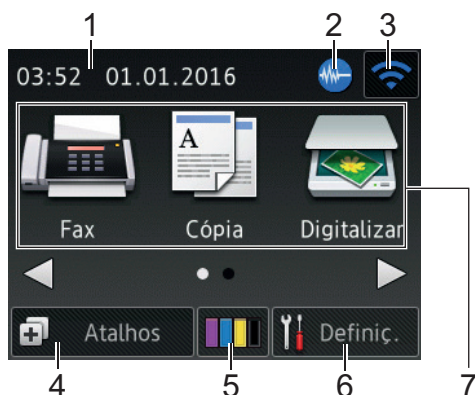 1 2 3
03:52 01.01.2016
A
Fax Cópia Digitalizar
Atalhos Definiç.
4 5 6 7